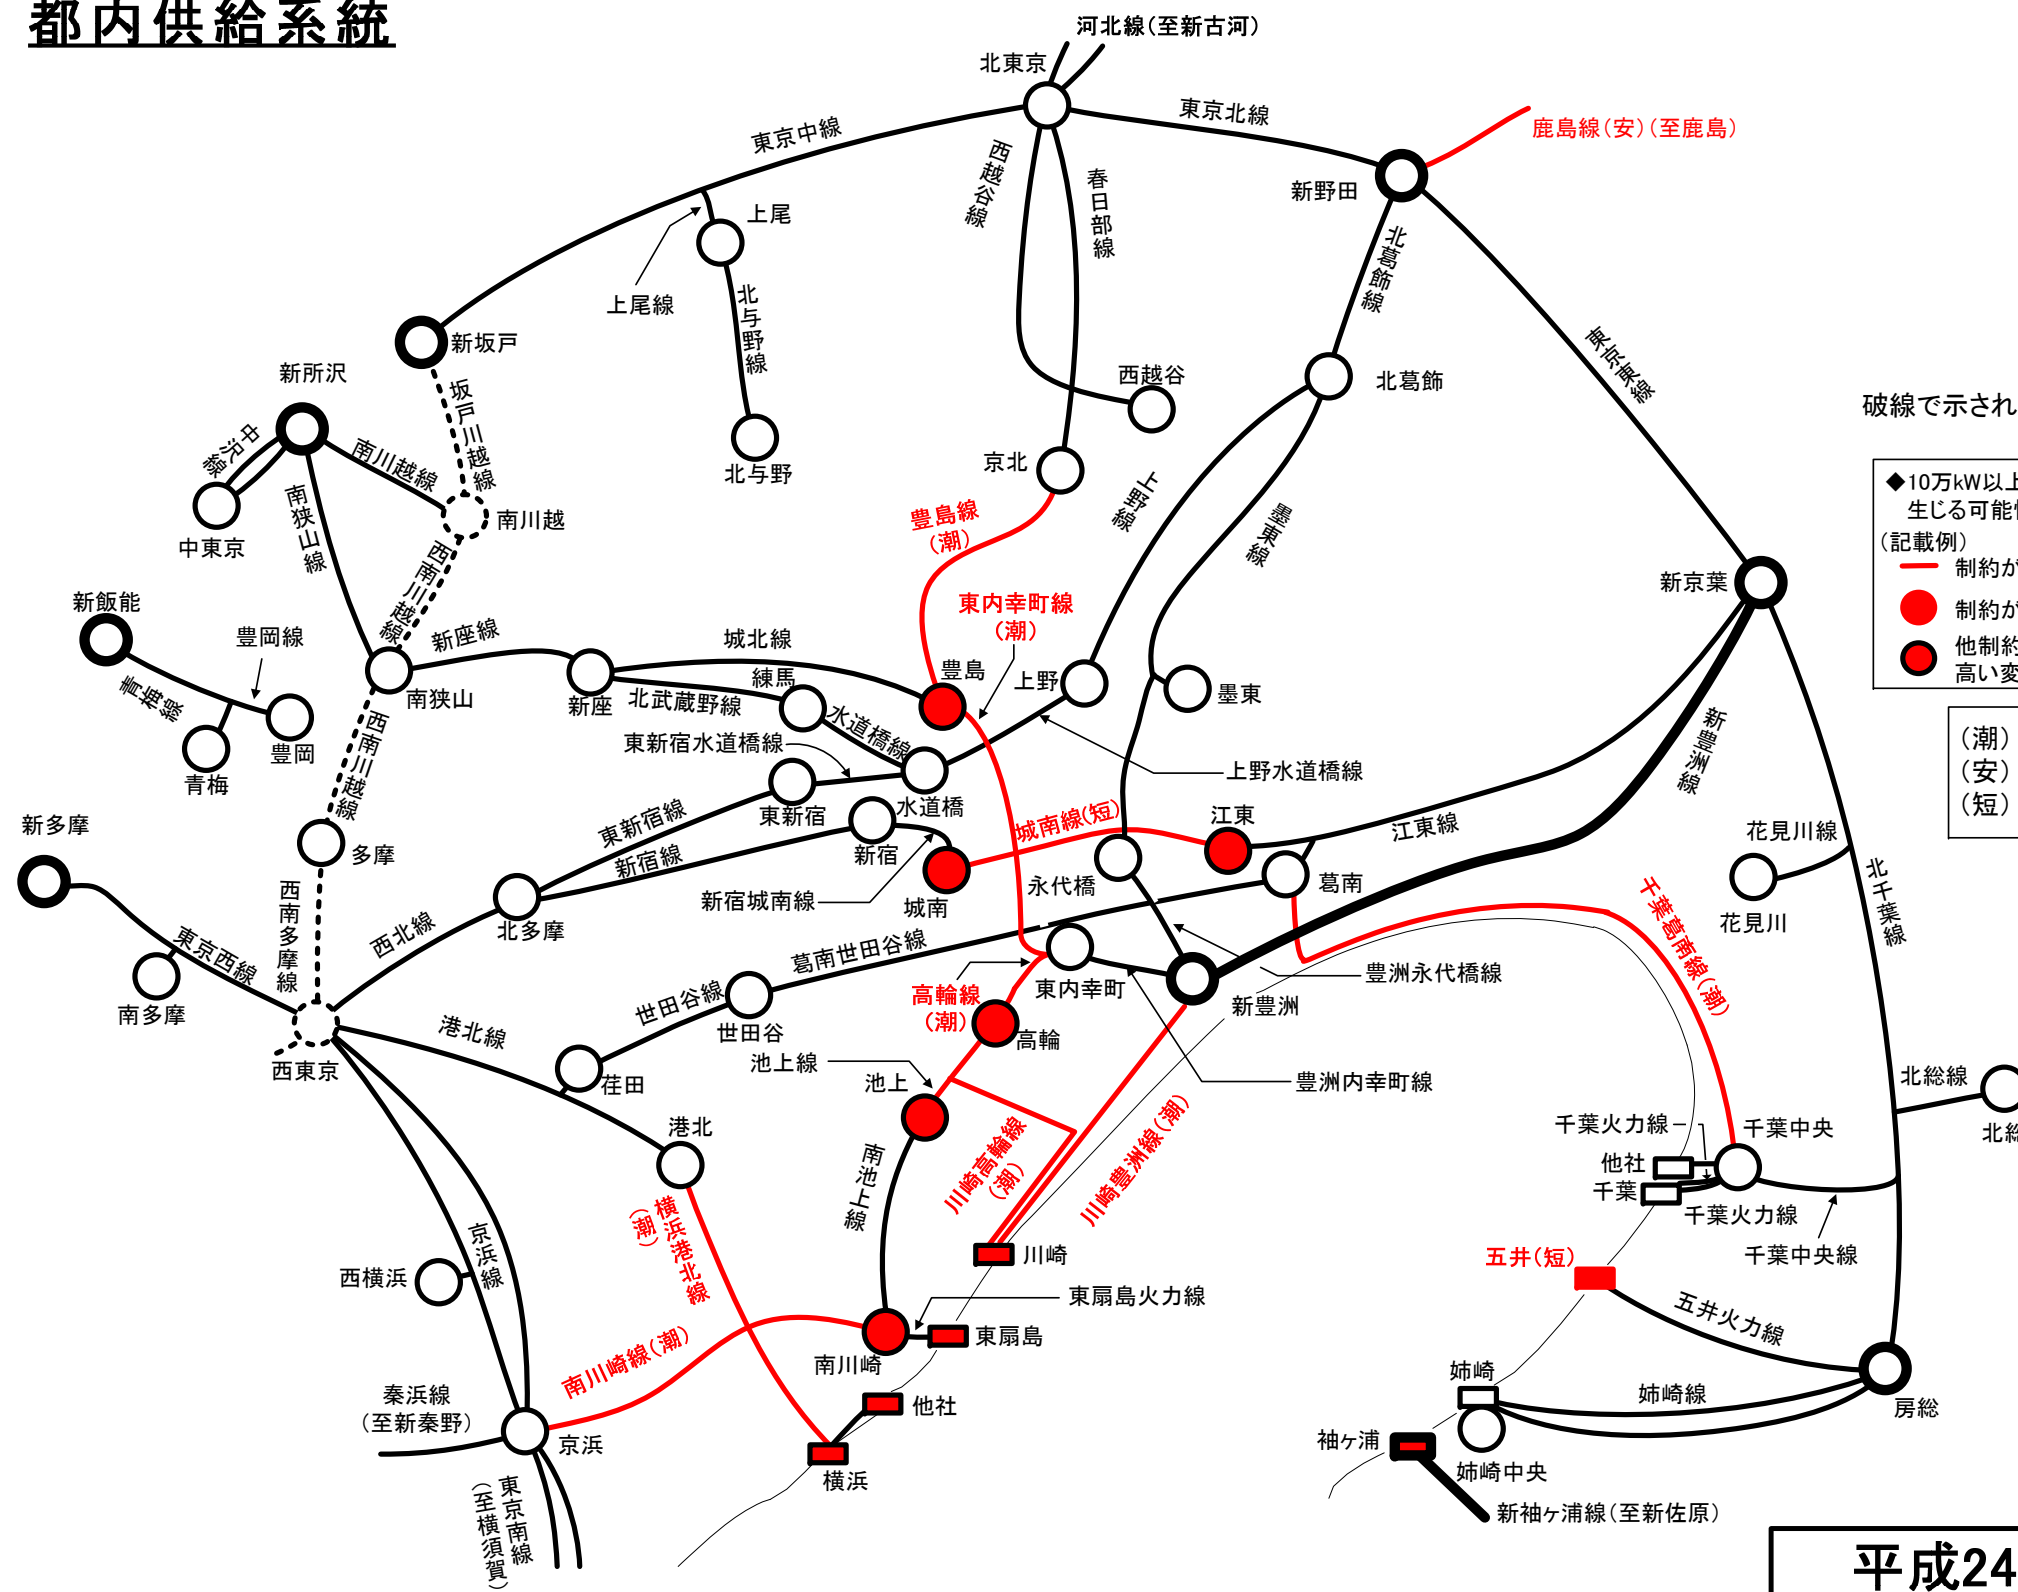 都内供給系統
河北線(至新古河)
北東京
東京中線
東京北線
鹿島線(安)(至鹿島)
西越谷線
春日部線
新野田
上尾
北葛飾線
上尾線
北与野線
新坂戸
東京東線
新所沢
坂戸川越線
西越谷
北葛飾
破線で示され
中沢線
南川越線
北与野
京北
上野線
◆10万kW以上
生じる可能性
(記載例)
制約が
制約が
他制約
高い変
南狭山線
南川越
豊島線
(潮)
墨東線
中東京
西南川越線
新京葉
新飯能
豊岡線
新座線
城北線
東内幸町線
(潮)
青梅線
南狭山
新座
練馬
北武蔵野線
豊島
上野
墨東
水道橋線
東新宿水道橋線
新豊洲線
(潮)
(安)
(短)
西南川越線
豊岡
青梅
上野水道橋線
新多摩
東新宿線
東新宿
水道橋
城南線(短)
江東
江東線
花見川線
多摩
新宿線
新宿
新宿城南線
城南
永代橋
葛南
北千葉線
西南多摩線
西北線
北多摩
花見川
千葉葛南線(潮)
東京西線
葛南世田谷線
南多摩
世田谷線
世田谷
高輪線
(潮)
東内幸町
豊洲永代橋線
新豊洲
港北線
西東京
池上線
高輪
荏田
池上
豊洲内幸町線
北総線
港北
川崎高輪線
(潮)
川崎豊洲線(潮)
千葉火力線
千葉中央
北総
他社
千葉
千葉火力線
南池上線
横浜港北線
(潮)
京浜線
西横浜
川崎
五井(短)
千葉中央線
東扇島火力線
五井火力線
東扇島
南川崎線(潮)
南川崎
秦浜線
(至新秦野)
他社
姉崎
姉崎線
房総
京浜
袖ヶ浦
横浜
姉崎中央
東京南線
(至横須賀)
新袖ヶ浦線(至新佐原)
平成24